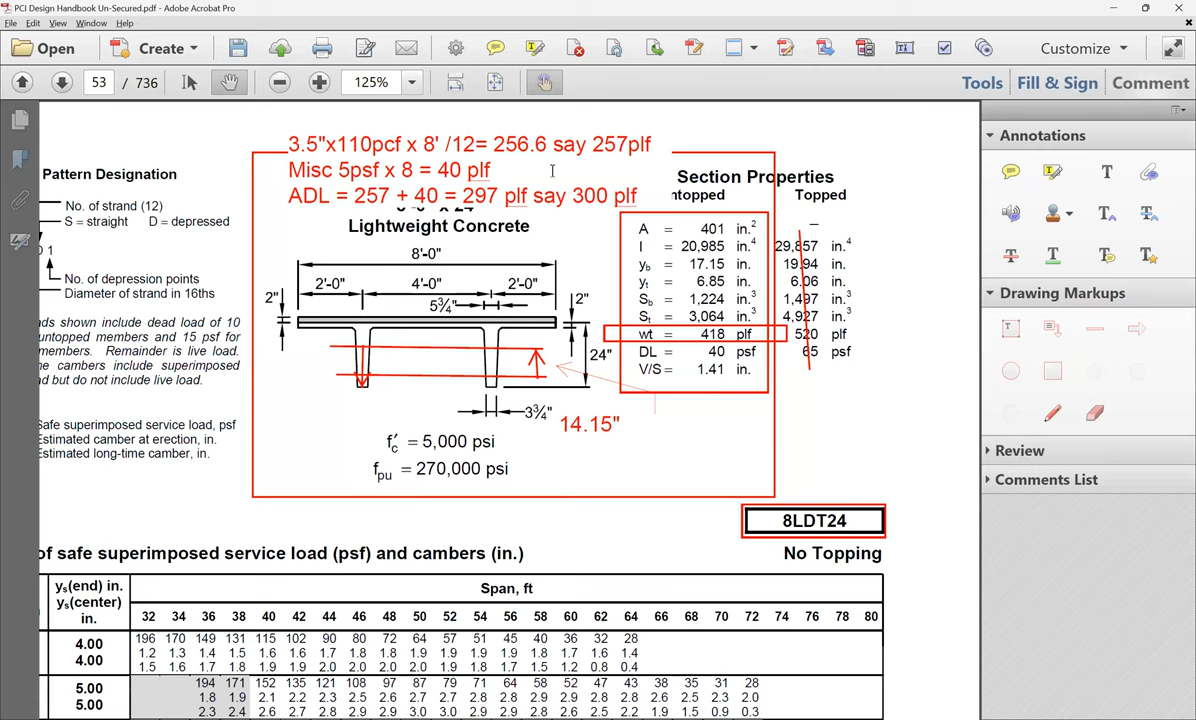 PCI Design Handbook Un-Secured.pdf - Adobe Acrobat Pro
File Edit View Window Help
Open Create Customize
53 / 736 125% Tools Fill & Sign Comment
3.5"x110pcf x 8' /12= 256.6 say 257plf
Misc 5psf x 8 = 40 plf
ADL = 257 + 40 = 297 plf say 300 plf
Pattern Designation
No. of strand (12)
S = straight D = depressed
D 1
No. of depression points
Diameter of strand in 16ths
ads shown include dead load of 10
untopped members and 15 psf for
members. Remainder is live load.
me cambers include superimposed
ad but do not include live load.
Safe superimposed service load, psf
Estimated camber at erection, in.
Estimated long-time camber, in.
Lightweight Concrete
8'-0"
2'-0" 4'-0" 2'-0"
2" 5¾" 2"
24"
3¾"
14.15"
f′c = 5,000 psi
fpu = 270,000 psi
Section Properties
ntopped Topped
A = 401 in.² —
I = 20,985 in.⁴ 29,857 in.⁴
yb = 17.15 in. 19.94 in.
yt = 6.85 in. 6.06 in.
Sb = 1,224 in.³ 1,497 in.³
St = 3,064 in.³ 4,927 in.³
wt = 418 plf 520 plf
DL = 40 psf 65 psf
V/S = 1.41 in.
8LDT24
of safe superimposed service load (psf) and cambers (in.) No Topping
ys(end) in.
ys(center)
in.
Span, ft
32 34 36 38 40 42 44 46 48 50 52 54 56 58 60 62 64 66 68 70 72 74 76 78 80
4.00
4.00
196 170 149 131 115 102 90 80 72 64 57 51 45 40 36 32 28
1.2 1.3 1.4 1.5 1.6 1.6 1.7 1.8 1.8 1.9 1.9 1.9 1.9 1.8 1.7 1.6 1.4
1.5 1.6 1.7 1.8 1.9 1.9 2.0 2.0 2.0 2.0 1.9 1.8 1.7 1.5 1.2 0.8 0.4
5.00
5.00
194 171 152 135 121 108 97 87 79 71 64 58 52 47 43 38 35 31 28
1.8 1.9 2.1 2.2 2.3 2.5 2.6 2.7 2.7 2.8 2.8 2.9 2.9 2.8 2.8 2.6 2.5 2.3 2.0
2.3 2.4 2.6 2.7 2.8 2.9 2.9 3.0 3.0 2.9 2.9 2.8 2.6 2.5 2.2 1.9 1.5 0.9 0.3
Annotations
Drawing Markups
Review
Comments List